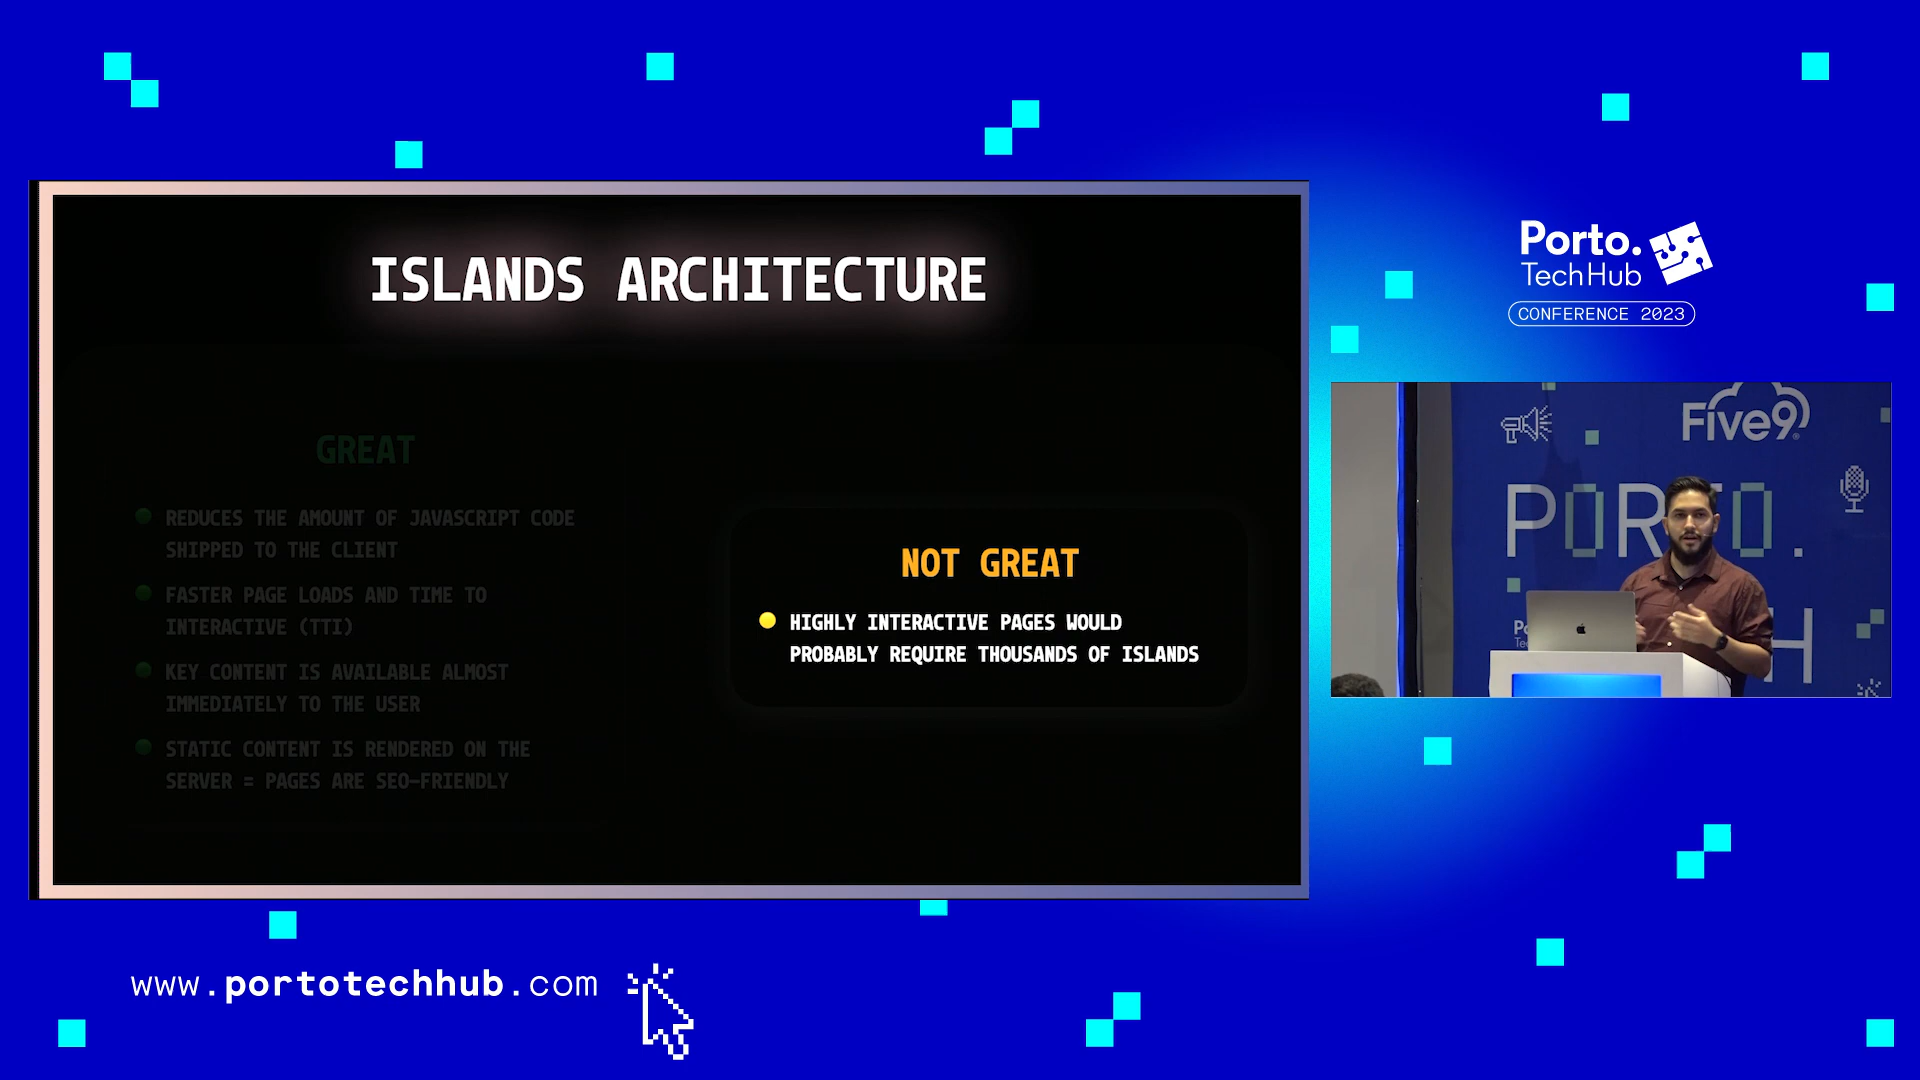 ISLANDS ARCHITECTURE
GREAT
REDUCES THE AMOUNT OF JAVASCRIPT CODE
SHIPPED TO THE CLIENT
FASTER PAGE LOADS AND TIME TO
INTERACTIVE (TTI)
KEY CONTENT IS AVAILABLE ALMOST
IMMEDIATELY TO THE USER
STATIC CONTENT IS RENDERED ON THE
SERVER = PAGES ARE SEO-FRIENDLY
NOT GREAT
HIGHLY INTERACTIVE PAGES WOULD
PROBABLY REQUIRE THOUSANDS OF ISLANDS
Porto.
TechHub
CONFERENCE 2023
Five9
PORTO.
www.portotechhub.com